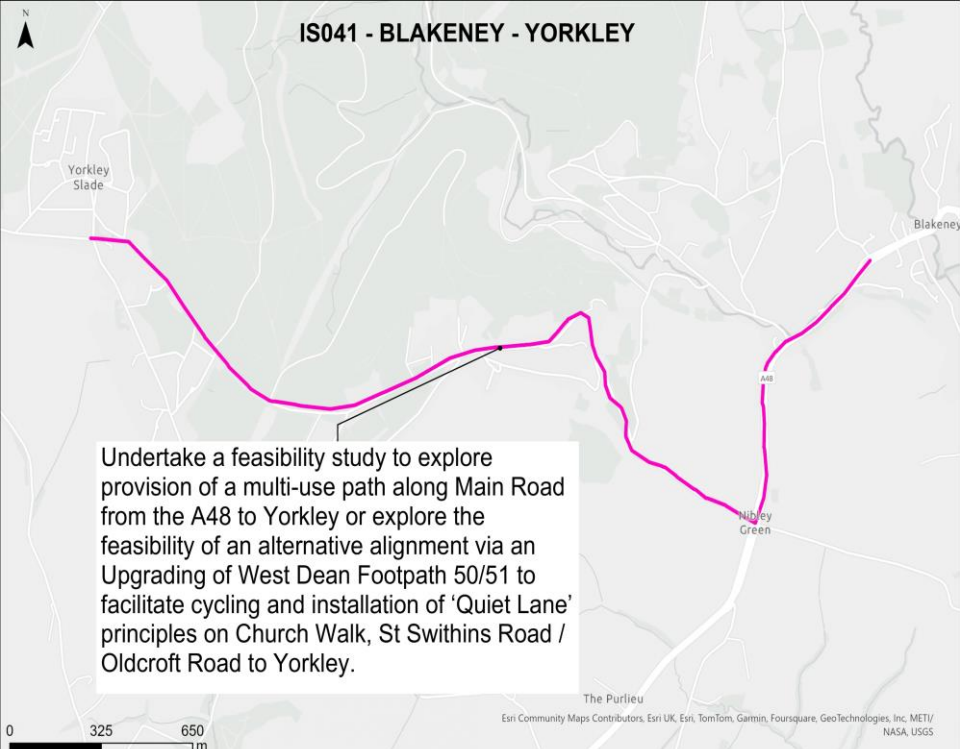 N
IS041 - BLAKENEY - YORKLEY
Yorkley
Slade
Blakeney
A48
Undertake a feasibility study to explore
provision of a multi-use path along Main Road
from the A48 to Yorkley or explore the
feasibility of an alternative alignment via an
Upgrading of West Dean Footpath 50/51 to
facilitate cycling and installation of ‘Quiet Lane’
principles on Church Walk, St Swithins Road /
Oldcroft Road to Yorkley.
Nibley
Green
The Purlieu
0 325 650
m
Esri Community Maps Contributors, Esri UK, Esri, TomTom, Garmin, Foursquare, GeoTechnologies, Inc, METI/
NASA, USGS